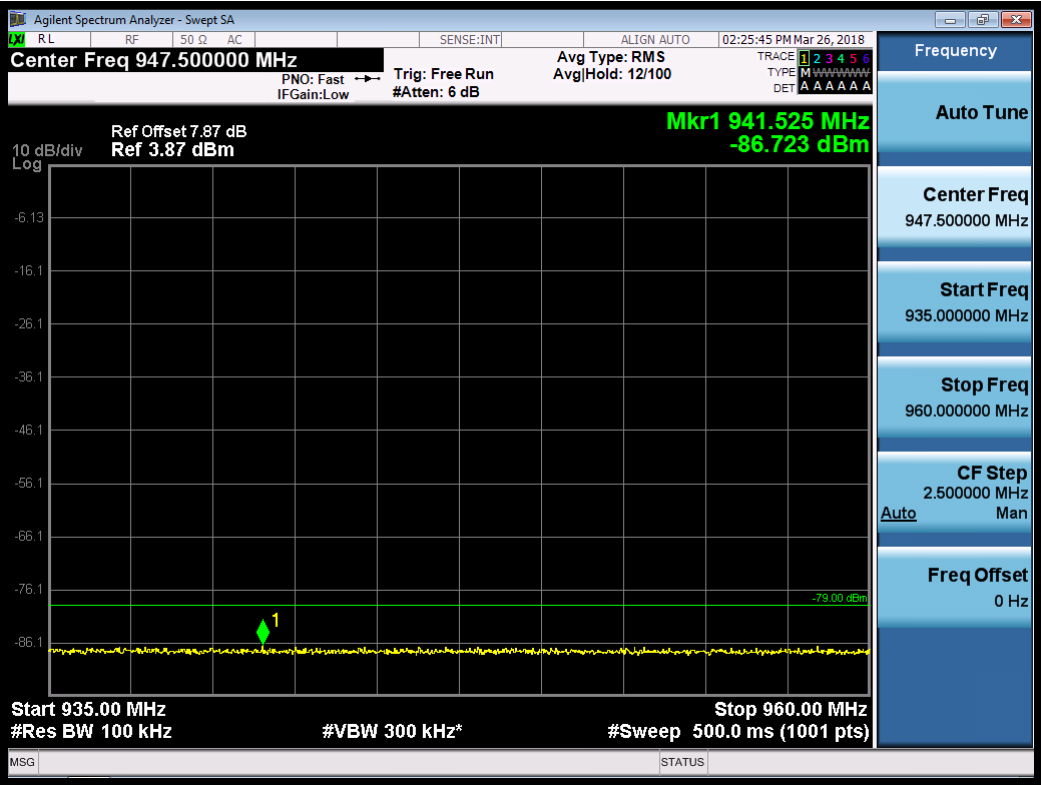 Agilent Spectrum Analyzer - Swept SA
LXI RL RF 50 Ω AC SENSE:INT ALIGN AUTO 02:25:45 PM Mar 26, 2018
Center Freq 947.500000 MHz
PNO: Fast
IFGain:Low
Trig: Free Run
#Atten: 6 dB
Avg Type: RMS
Avg|Hold: 12/100
TRACE 1 2 3 4 5 6
TYPE M WWWWW
DET A A A A A A
Mkr1 941.525 MHz
-86.723 dBm
Ref Offset 7.87 dB
10 dB/div Ref 3.87 dBm
Log
-6.13
-16.1
-26.1
-36.1
-46.1
-56.1
-66.1
-76.1
-79.00 dBm
1
-86.1
Start 935.00 MHz Stop 960.00 MHz
#Res BW 100 kHz #VBW 300 kHz* #Sweep 500.0 ms (1001 pts)
MSG STATUS
Frequency
Auto Tune
Center Freq
947.500000 MHz
Start Freq
935.000000 MHz
Stop Freq
960.000000 MHz
CF Step
2.500000 MHz
Auto Man
Freq Offset
0 Hz